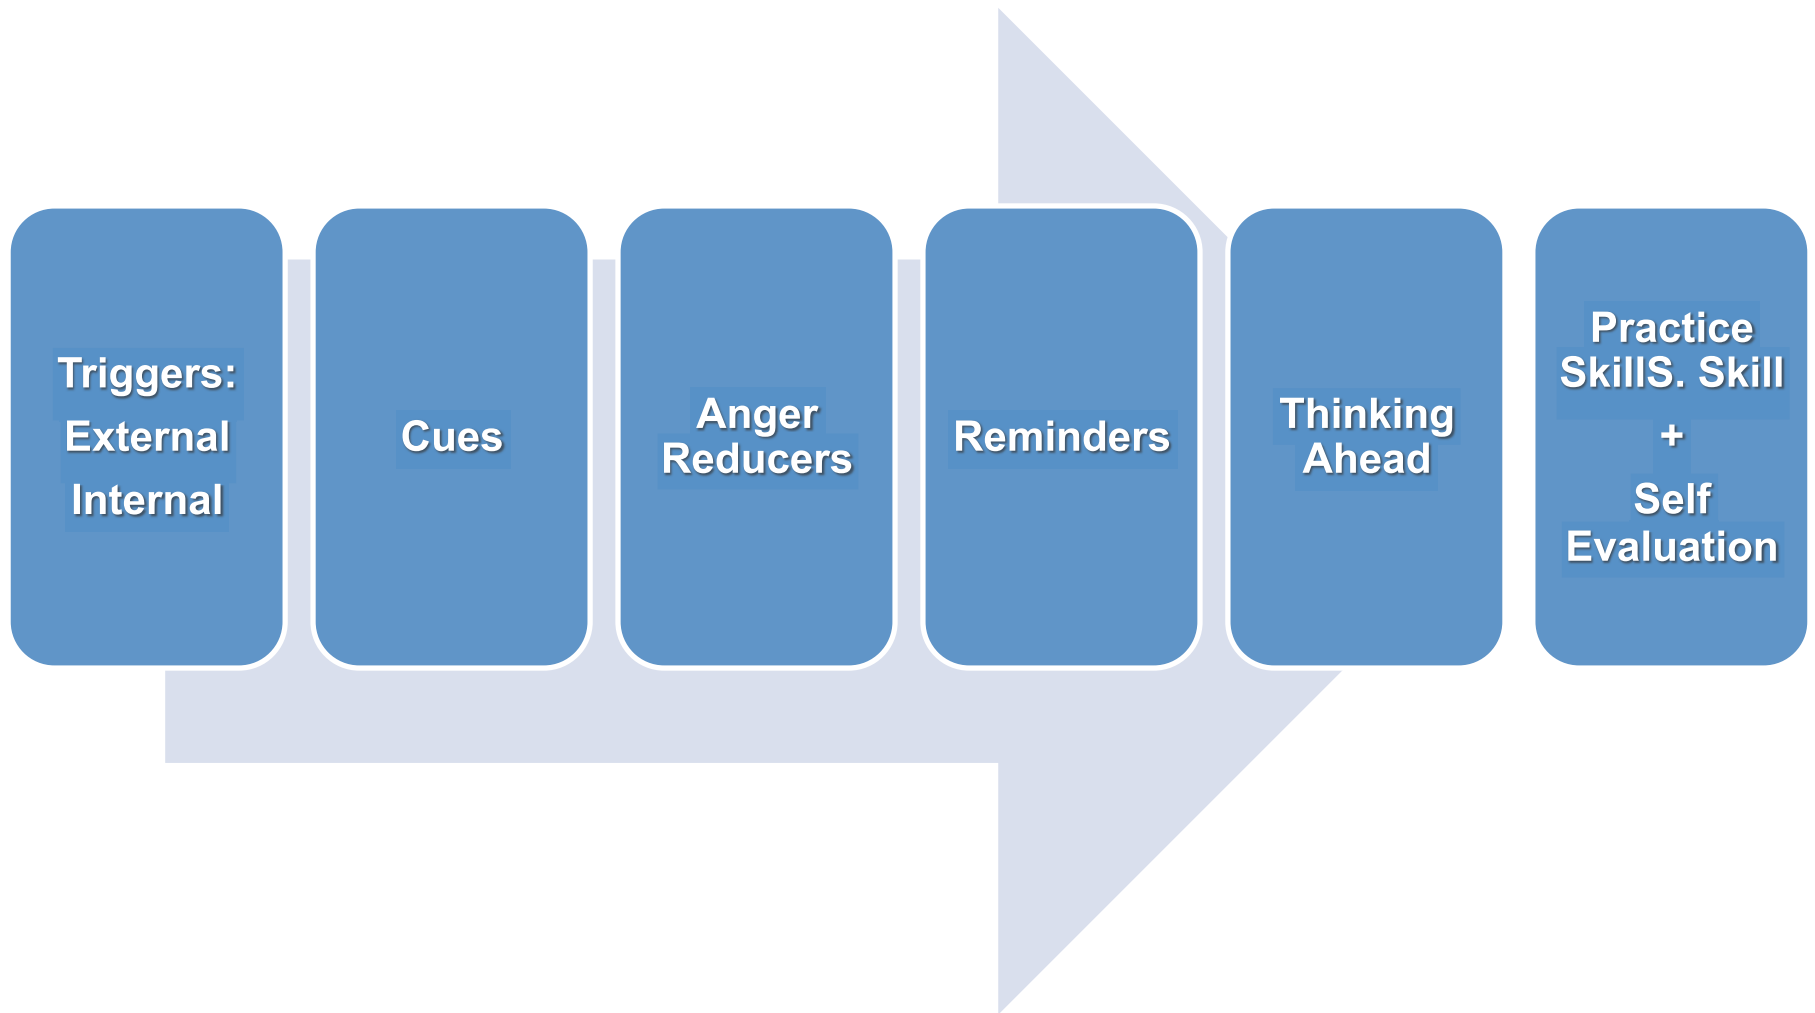 Triggers:
External
Internal
Cues
Anger
Reducers
Reminders
Thinking
Ahead
Practice
SkillS. Skill
+
Self
Evaluation